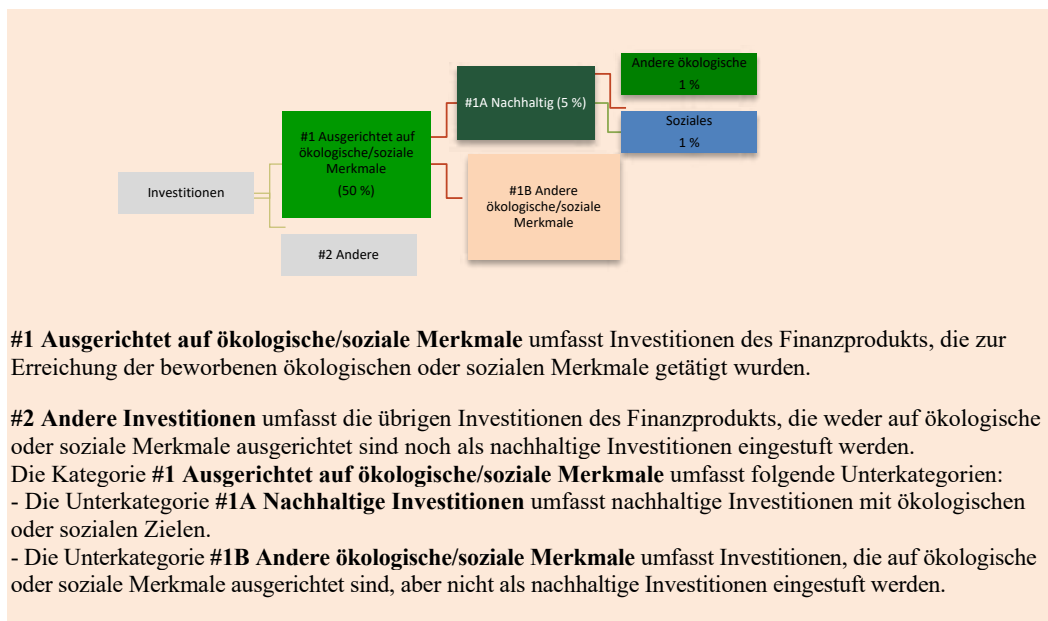 Andere ökologische
1 %
#1A Nachhaltig (5 %)
Soziales
1 %
#1 Ausgerichtet auf
ökologische/soziale
Merkmale
(50 %)
Investitionen
#1B Andere
ökologische/soziale
Merkmale
#2 Andere
#1 Ausgerichtet auf ökologische/soziale Merkmale umfasst Investitionen des Finanzprodukts, die zur
Erreichung der beworbenen ökologischen oder sozialen Merkmale getätigt wurden.
#2 Andere Investitionen umfasst die übrigen Investitionen des Finanzprodukts, die weder auf ökologische
oder soziale Merkmale ausgerichtet sind noch als nachhaltige Investitionen eingestuft werden.
Die Kategorie #1 Ausgerichtet auf ökologische/soziale Merkmale umfasst folgende Unterkategorien:
- Die Unterkategorie #1A Nachhaltige Investitionen umfasst nachhaltige Investitionen mit ökologischen
oder sozialen Zielen.
- Die Unterkategorie #1B Andere ökologische/soziale Merkmale umfasst Investitionen, die auf ökologische
oder soziale Merkmale ausgerichtet sind, aber nicht als nachhaltige Investitionen eingestuft werden.